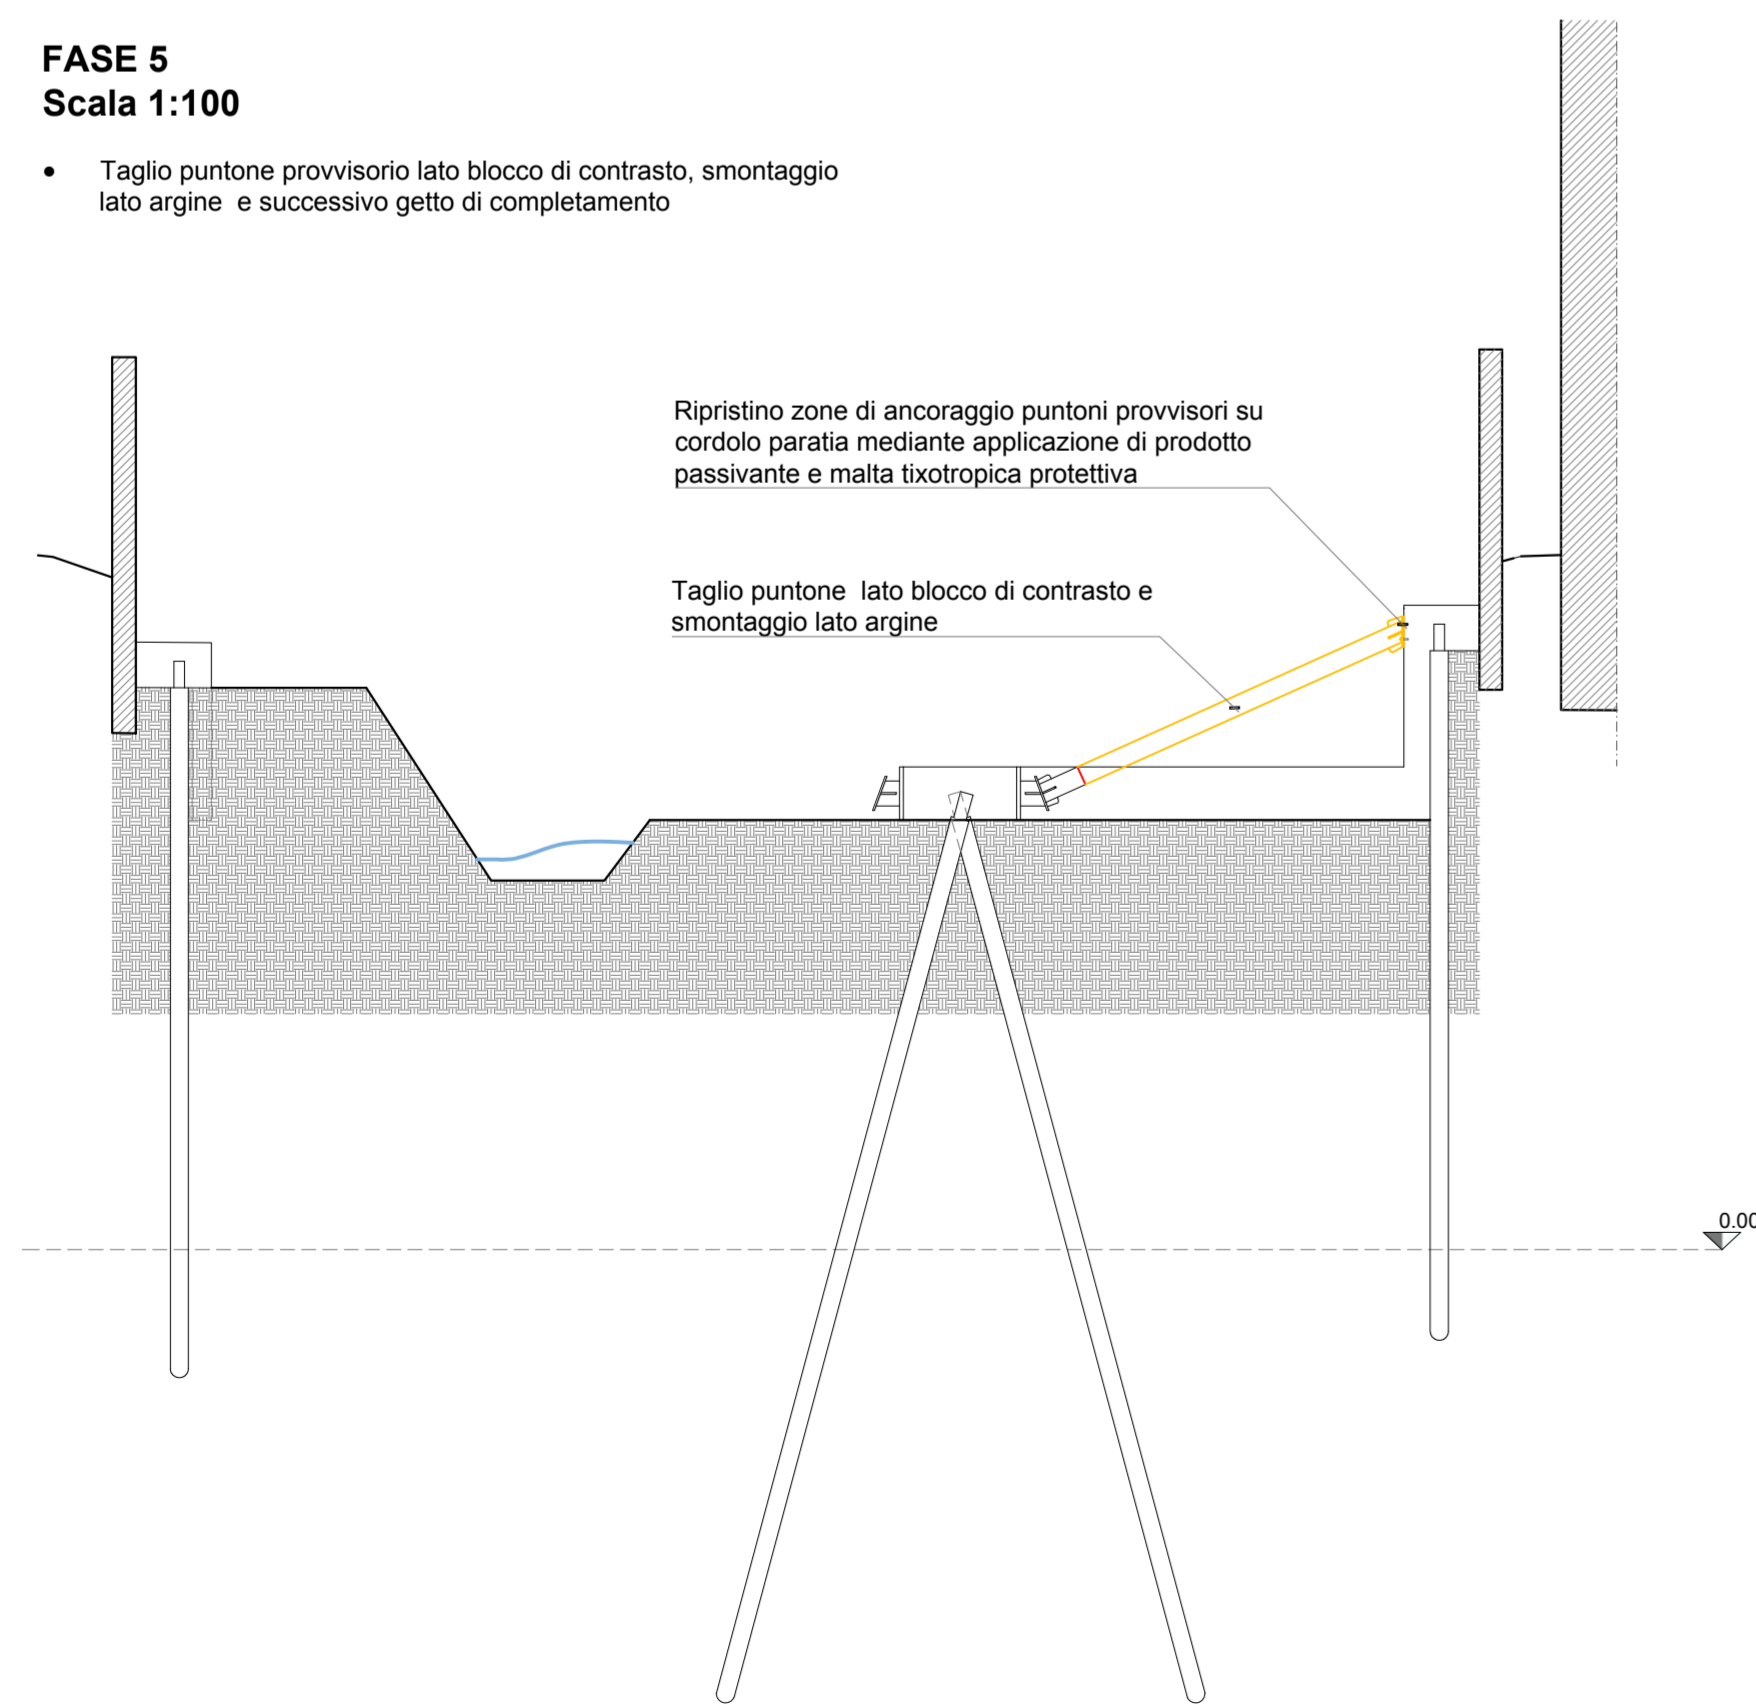 FASE 5
Scala 1:100
• Taglio puntone provvisorio lato blocco di contrasto, smontaggio
lato argine e successivo getto di completamento
Ripristino zone di ancoraggio puntoni provvisori su
cordolo paratia mediante applicazione di prodotto
passivante e malta tixotropica protettiva
Taglio puntone lato blocco di contrasto e
smontaggio lato argine
0.00